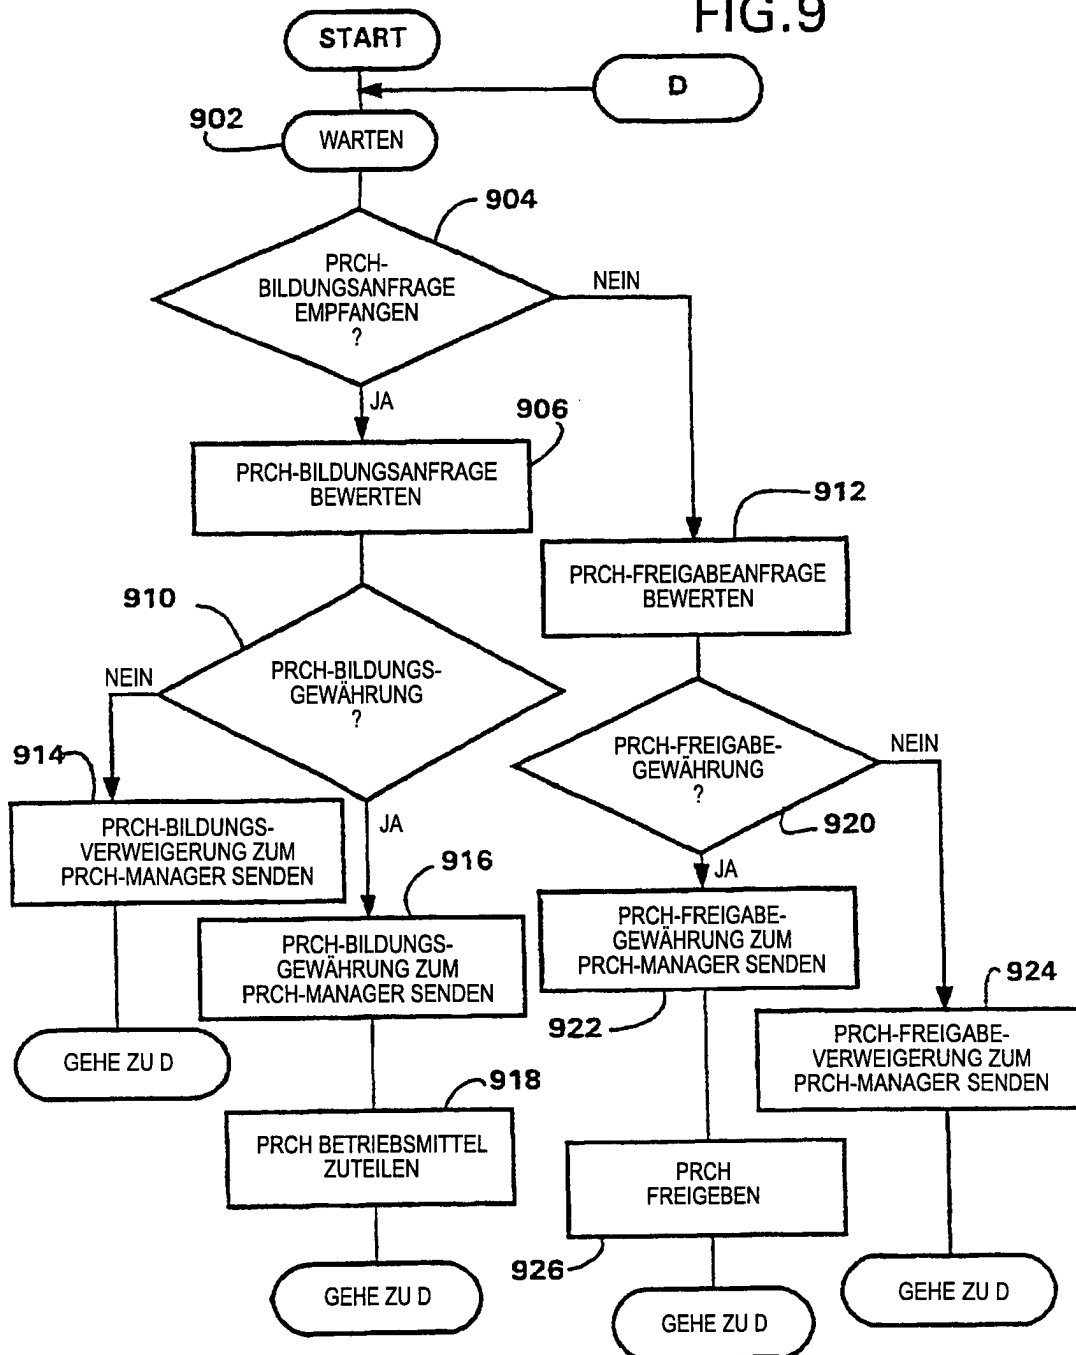 FIG.9
START
D
902
WARTEN
904
PRCH-
BILDUNGSANFRAGE
EMPFANGEN
?
NEIN
JA
906
PRCH-BILDUNGSANFRAGE
BEWERTEN
912
PRCH-FREIGABEANFRAGE
BEWERTEN
910
PRCH-BILDUNGS-
GEWÄHRUNG
?
NEIN
JA
PRCH-FREIGABE-
GEWÄHRUNG
?
NEIN
920
JA
914
PRCH-BILDUNGS-
VERWEIGERUNG ZUM
PRCH-MANAGER SENDEN
916
PRCH-BILDUNGS-
GEWÄHRUNG ZUM
PRCH-MANAGER SENDEN
PRCH-FREIGABE-
GEWÄHRUNG ZUM
PRCH-MANAGER SENDEN
922
924
PRCH-FREIGABE-
VERWEIGERUNG ZUM
PRCH-MANAGER SENDEN
GEHE ZU D
918
PRCH BETRIEBSMITTEL
ZUTEILEN
PRCH
FREIGEBEN
926
GEHE ZU D
GEHE ZU D
GEHE ZU D